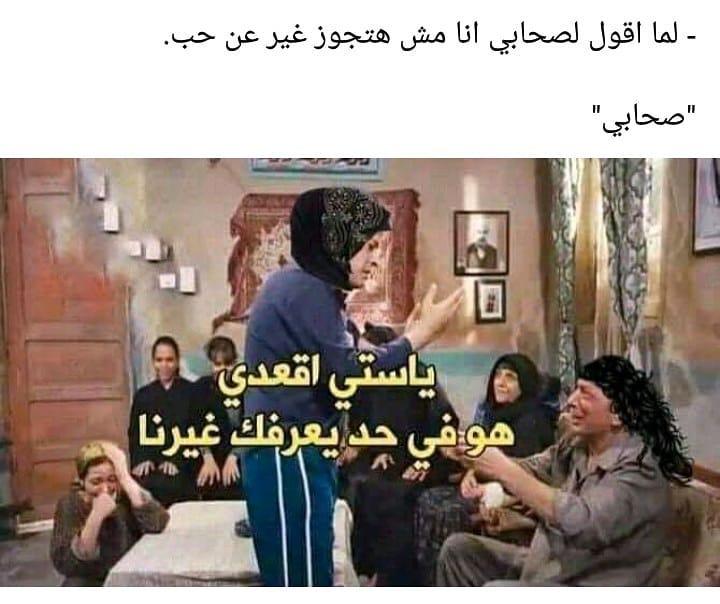 - لما اقول لصحابي انا مش هتجوز غير عن حب.
"صحابي"
ياستي اقعدي
هو في حد يعرفك غيرنا